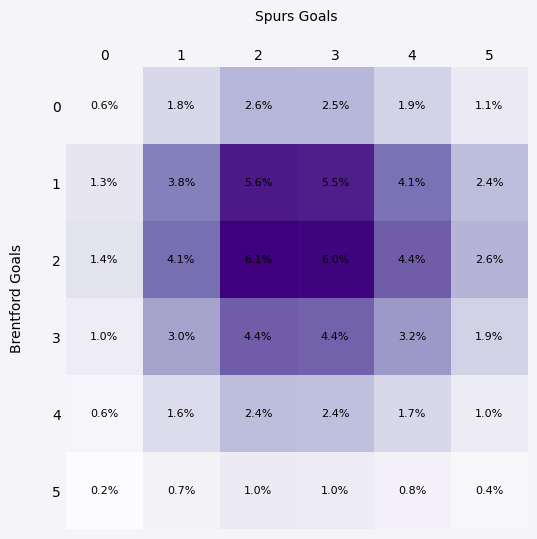 Spurs Goals
0 1 2 3 4 5
0 0.6% 1.8% 2.6% 2.5% 1.9% 1.1%
1 1.3% 3.8% 5.6% 5.5% 4.1% 2.4%
2 1.4% 4.1% 6.1% 6.0% 4.4% 2.6%
3 1.0% 3.0% 4.4% 4.4% 3.2% 1.9%
4 0.6% 1.6% 2.4% 2.4% 1.7% 1.0%
5 0.2% 0.7% 1.0% 1.0% 0.8% 0.4%
Brentford Goals